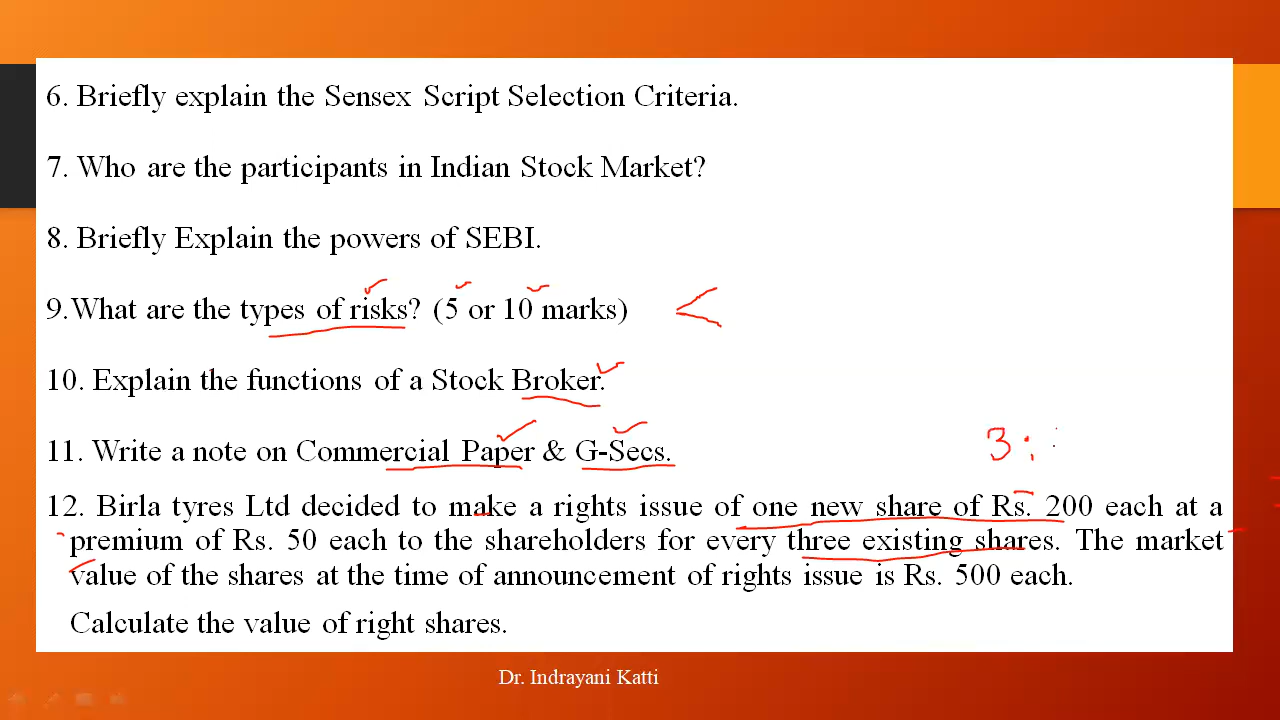 6. Briefly explain the Sensex Script Selection Criteria.
7. Who are the participants in Indian Stock Market?
8. Briefly Explain the powers of SEBI.
9.What are the types of risks? (5 or 10 marks)
10. Explain the functions of a Stock Broker.
11. Write a note on Commercial Paper & G-Secs.
3:
12. Birla tyres Ltd decided to make a rights issue of one new share of Rs. 200 each at a
premium of Rs. 50 each to the shareholders for every three existing shares. The market
value of the shares at the time of announcement of rights issue is Rs. 500 each.
Calculate the value of right shares.
Dr. Indrayani Katti